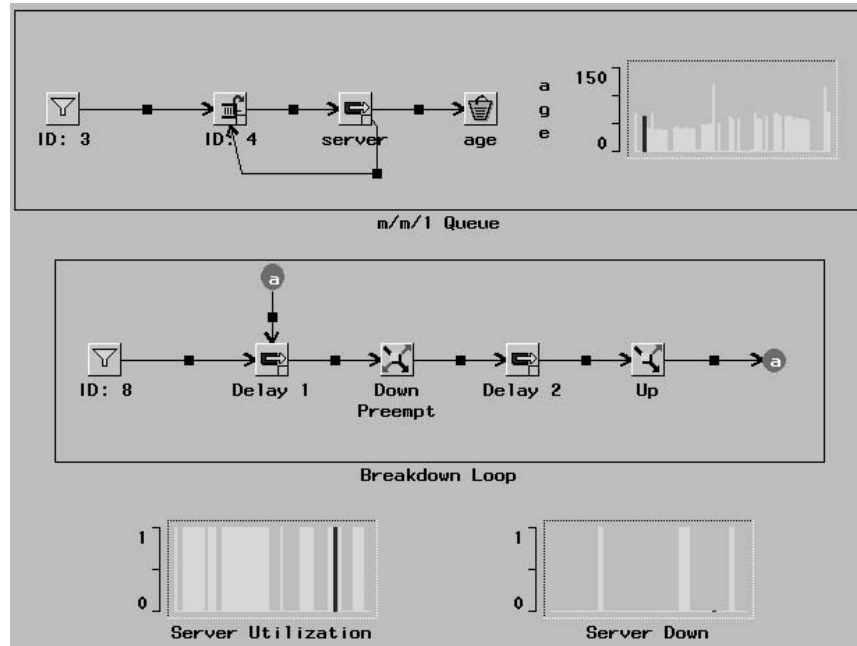 a
g
e
150
0
ID: 3
ID: 4
server
age
m/m/1 Queue
a
a
ID: 8
Delay 1
Down
Preempt
Delay 2
Up
Breakdown Loop
1
0
Server Utilization
1
0
Server Down